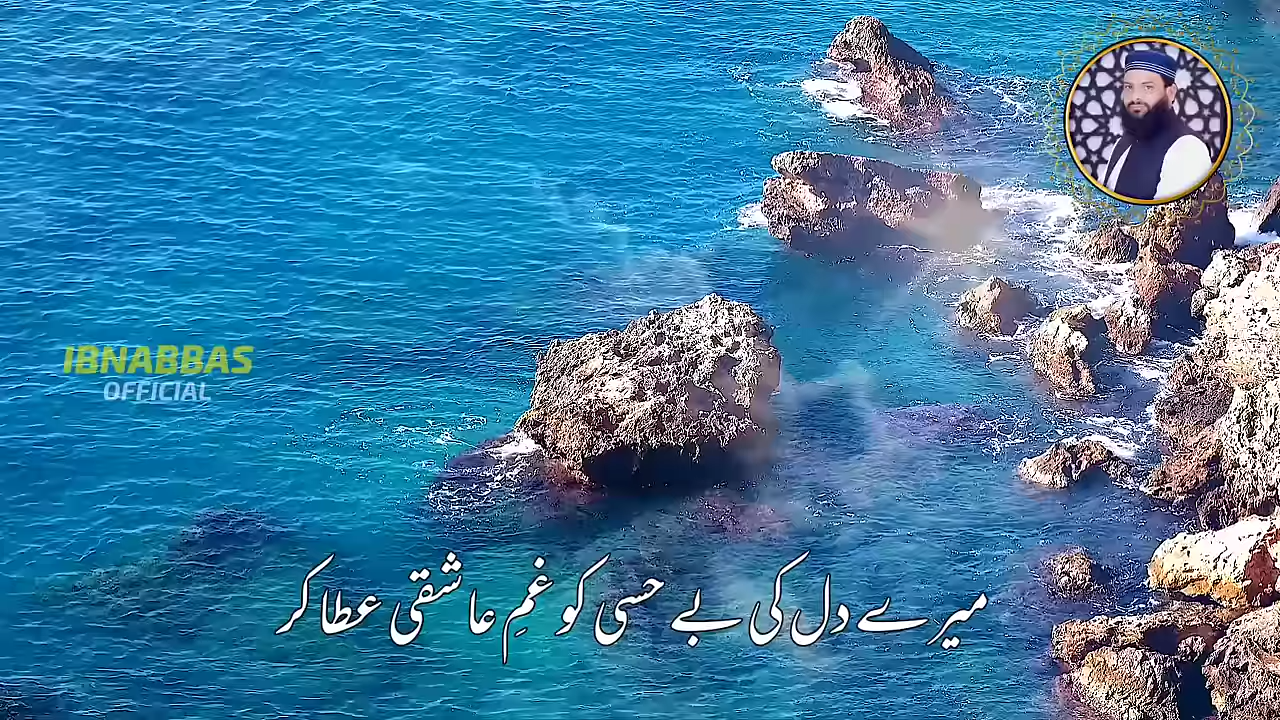 IBNABBAS
OFFICIAL
میرے دل کی بے حسی کو غمِ عاشقی عطا کر